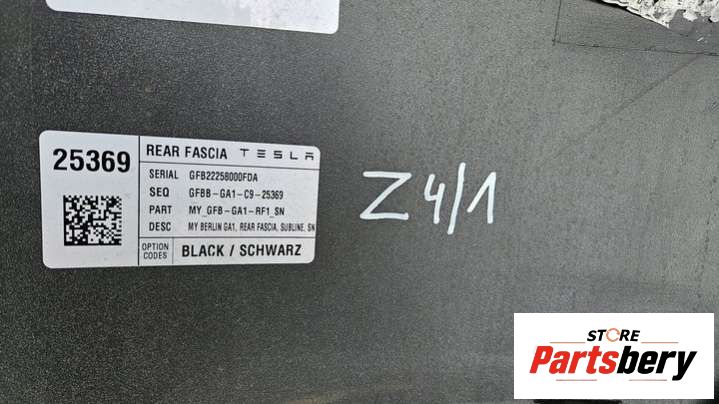 25369
REAR FASCIA TESLA
SERIAL GFB22258000FDA
SEQ GFBB-GA1-C9-25369
PART MY_GFB-GA1-RF1_SN
DESC MY BERLIN GA1, REAR FASCIA, SUBLINE, SN
OPTION CODES BLACK / SCHWARZ
Z4/1
STORE
Partsbery